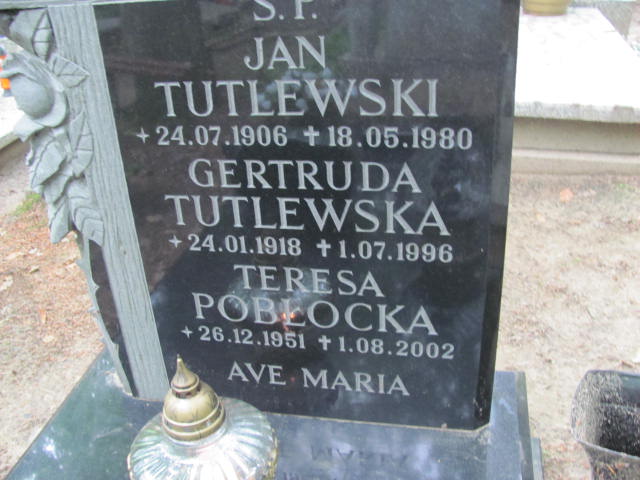 Ś.P.
JAN
TUTLEWSKI
* 24.07.1906 ✝ 18.05.1980
GERTRUDA
TUTLEWSKA
* 24.01.1918 ✝ 1.07.1996
TERESA
POBŁOCKA
* 26.12.1951 ✝ 1.08.2002
AVE MARIA